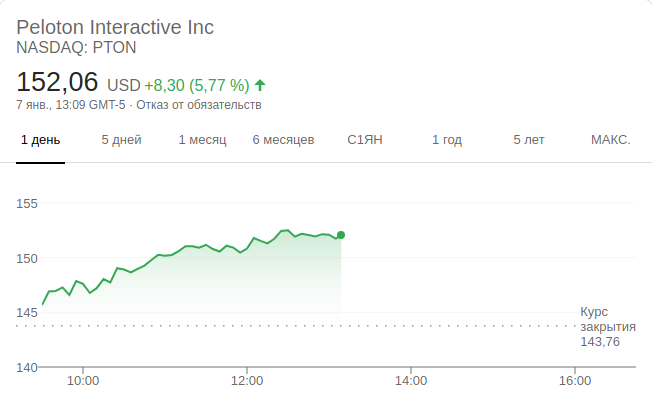 Peloton Interactive Inc
NASDAQ: PTON
152,06 USD +8,30 (5,77 %)
7 янв., 13:09 GMT-5 · Отказ от обязательств
1 день 5 дней 1 месяц 6 месяцев С1ЯН 1 год 5 лет МАКС.
155
150
145
Курс
закрытия
143,76
140
10:00 12:00 14:00 16:00